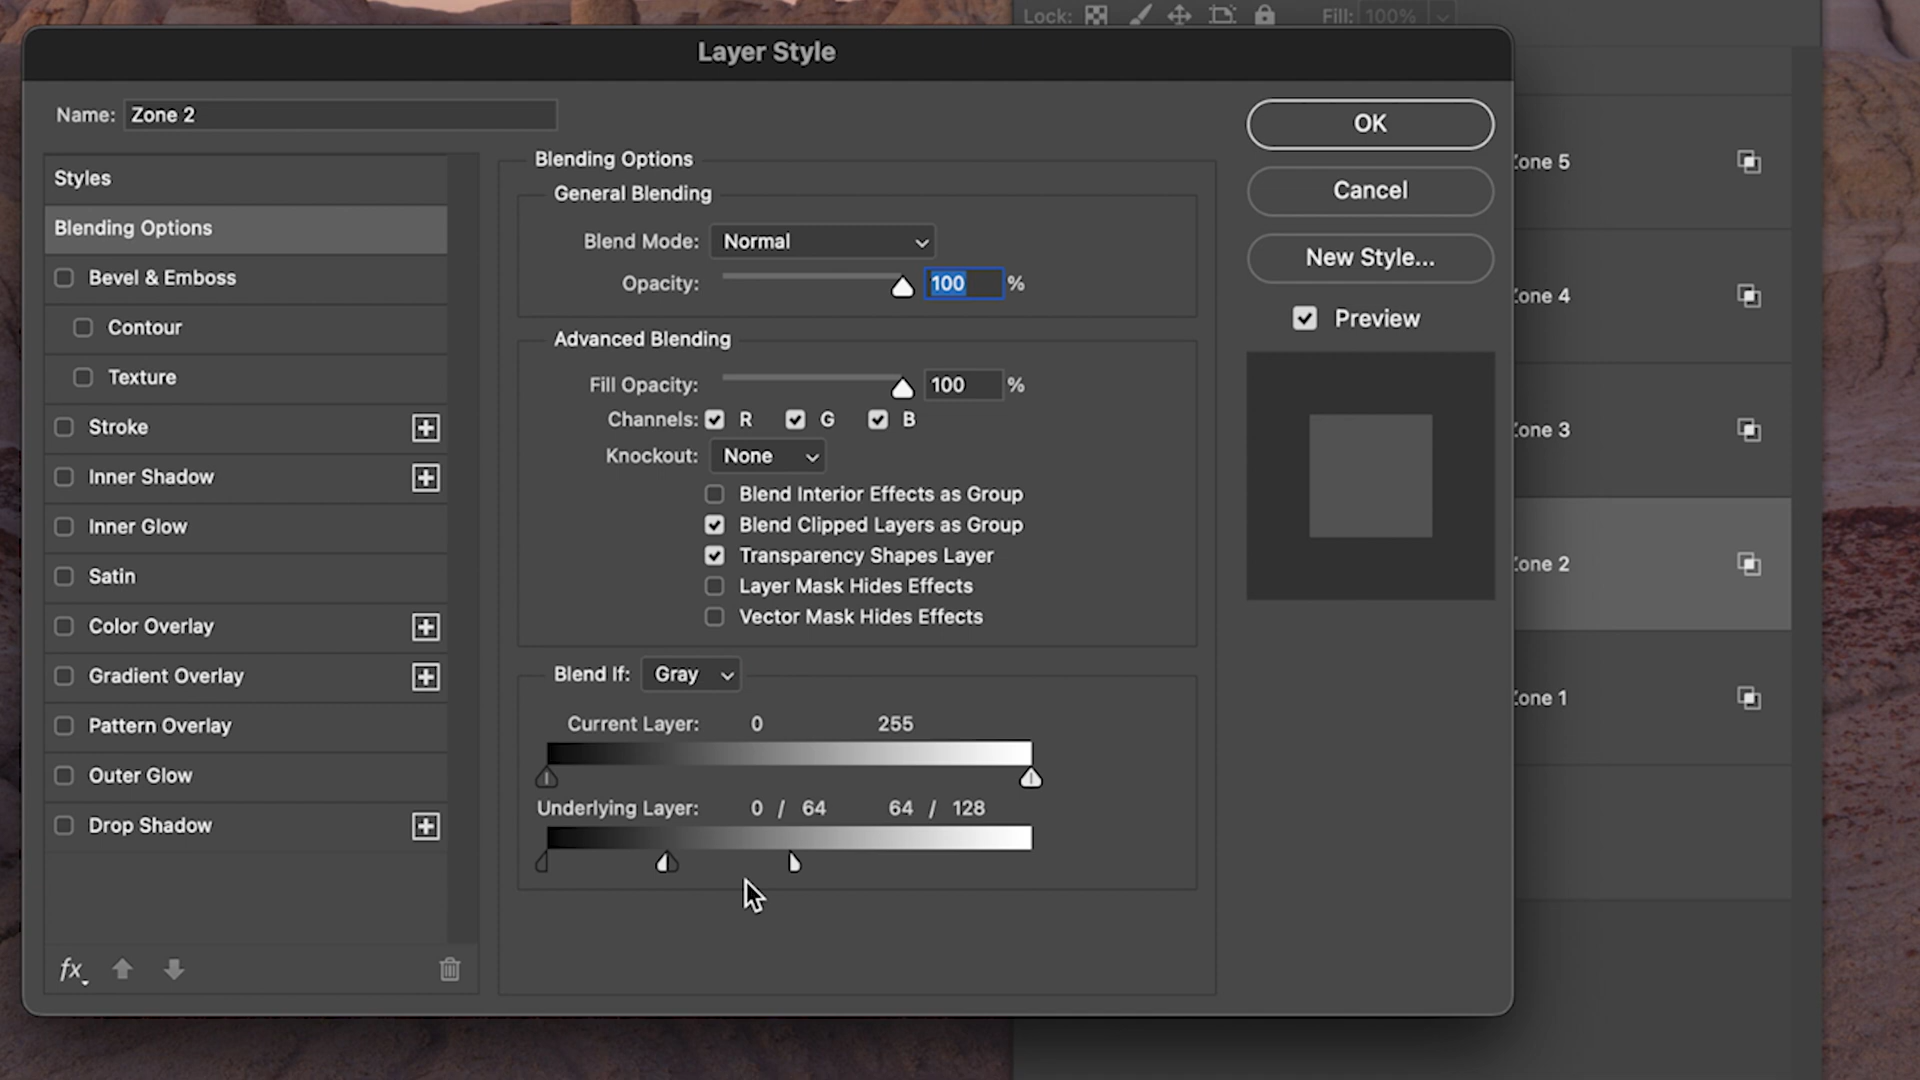 Lock:
Fill: 100%
Layer Style
Name: Zone 2
Styles
Blending Options
Bevel & Emboss
Contour
Texture
Stroke
Inner Shadow
Inner Glow
Satin
Color Overlay
Gradient Overlay
Pattern Overlay
Outer Glow
Drop Shadow
fx
Blending Options
General Blending
Blend Mode: Normal
Opacity: 100 %
Advanced Blending
Fill Opacity: 100 %
Channels: R G B
Knockout: None
Blend Interior Effects as Group
Blend Clipped Layers as Group
Transparency Shapes Layer
Layer Mask Hides Effects
Vector Mask Hides Effects
Blend If: Gray
Current Layer: 0 255
Underlying Layer: 0 / 64 64 / 128
OK
Cancel
New Style...
Preview
Zone 5
Zone 4
Zone 3
Zone 2
Zone 1